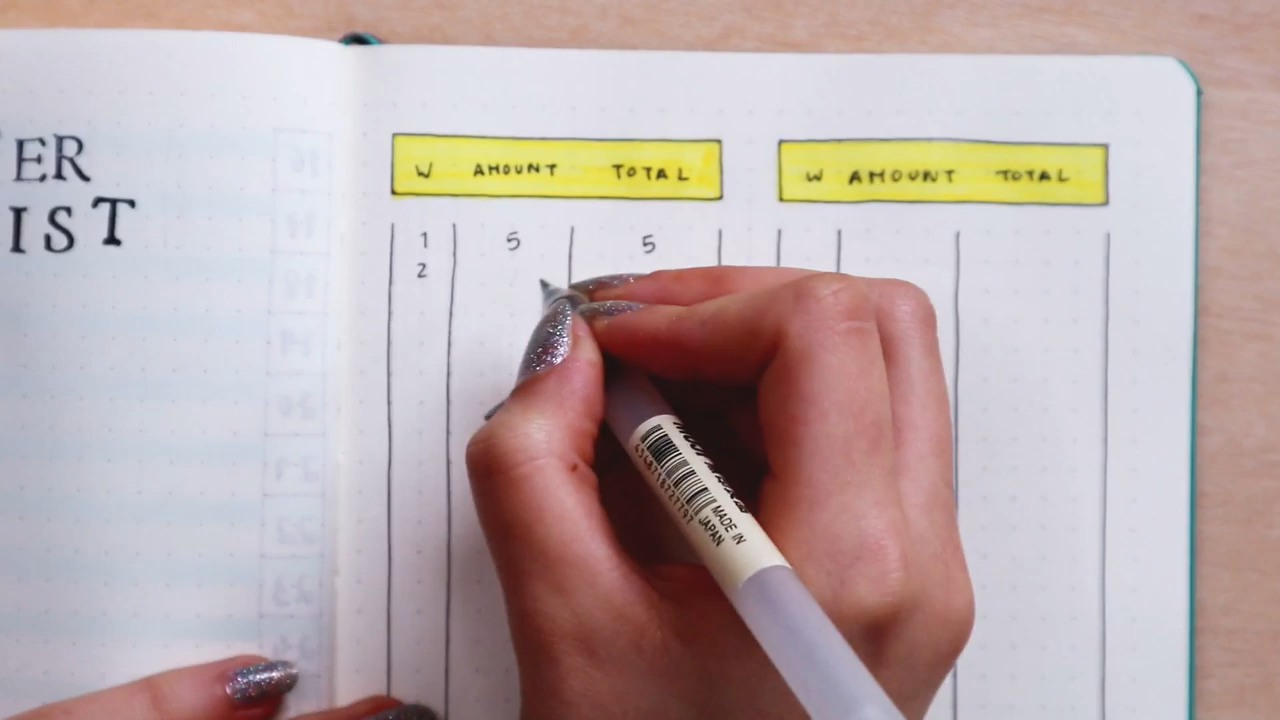 ER
IST
W AMOUNT TOTAL
W AMOUNT TOTAL
1 5 5
2
MADE IN
JAPAN